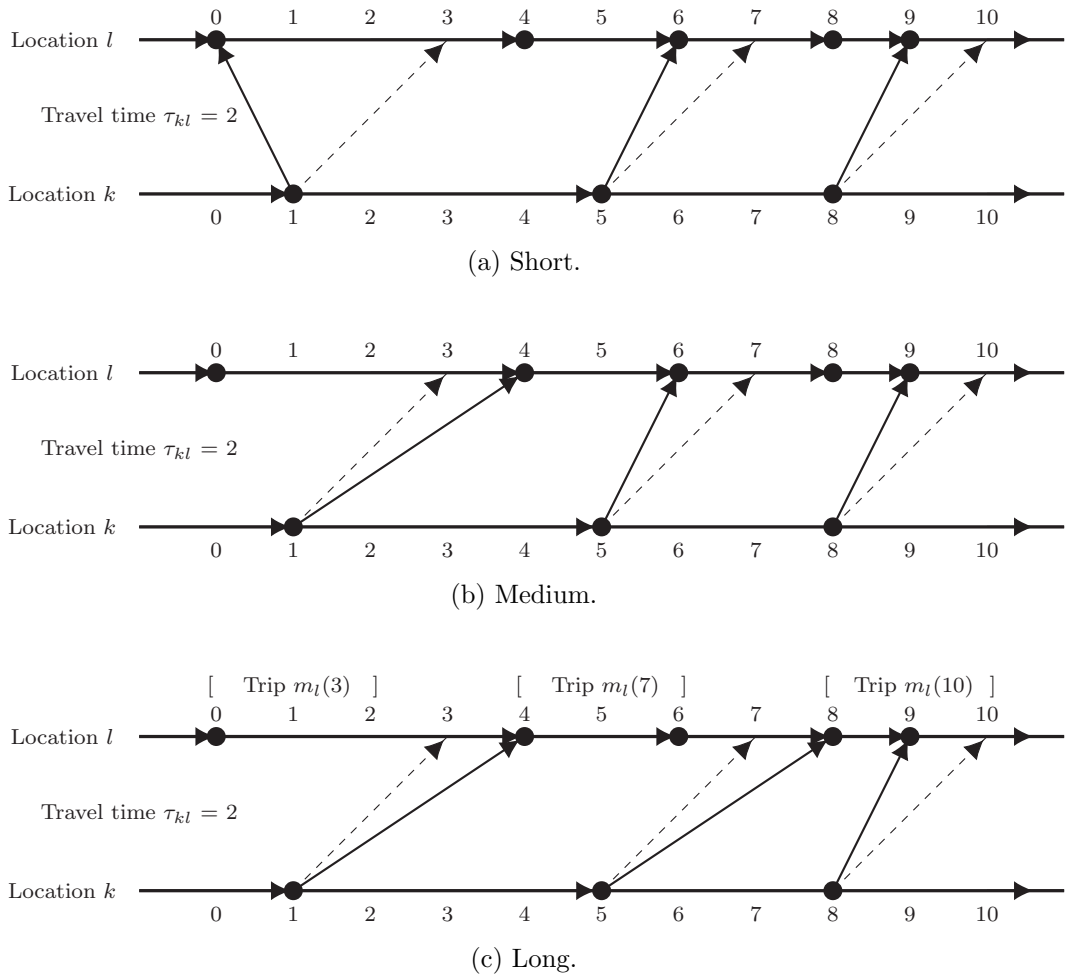 0 1 2 3 4 5 6 7 8 9 10
Location l
Travel time τkl = 2
Location k
0 1 2 3 4 5 6 7 8 9 10
(a) Short.
0 1 2 3 4 5 6 7 8 9 10
Location l
Travel time τkl = 2
Location k
0 1 2 3 4 5 6 7 8 9 10
(b) Medium.
[ Trip ml(3) ] [ Trip ml(7) ] [ Trip ml(10) ]
0 1 2 3 4 5 6 7 8 9 10
Location l
Travel time τkl = 2
Location k
0 1 2 3 4 5 6 7 8 9 10
(c) Long.